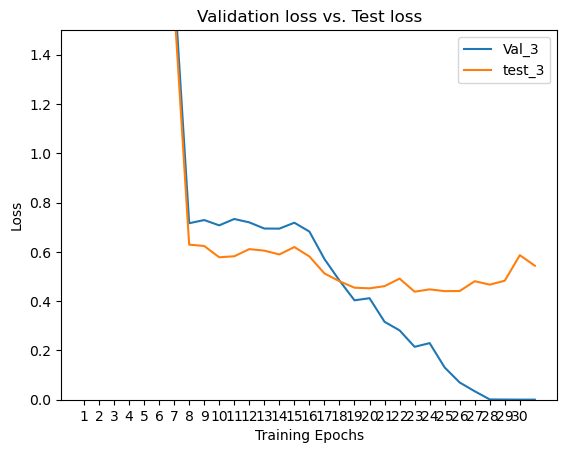 Validation loss vs. Test loss
Val_3
test_3
1.4
1.2
1.0
0.8
0.6
0.4
0.2
0.0
Loss
1 2 3 4 5 6 7 8 9 10 11 12 13 14 15 16 17 18 19 20 21 22 23 24 25 26 27 28 29 30
Training Epochs